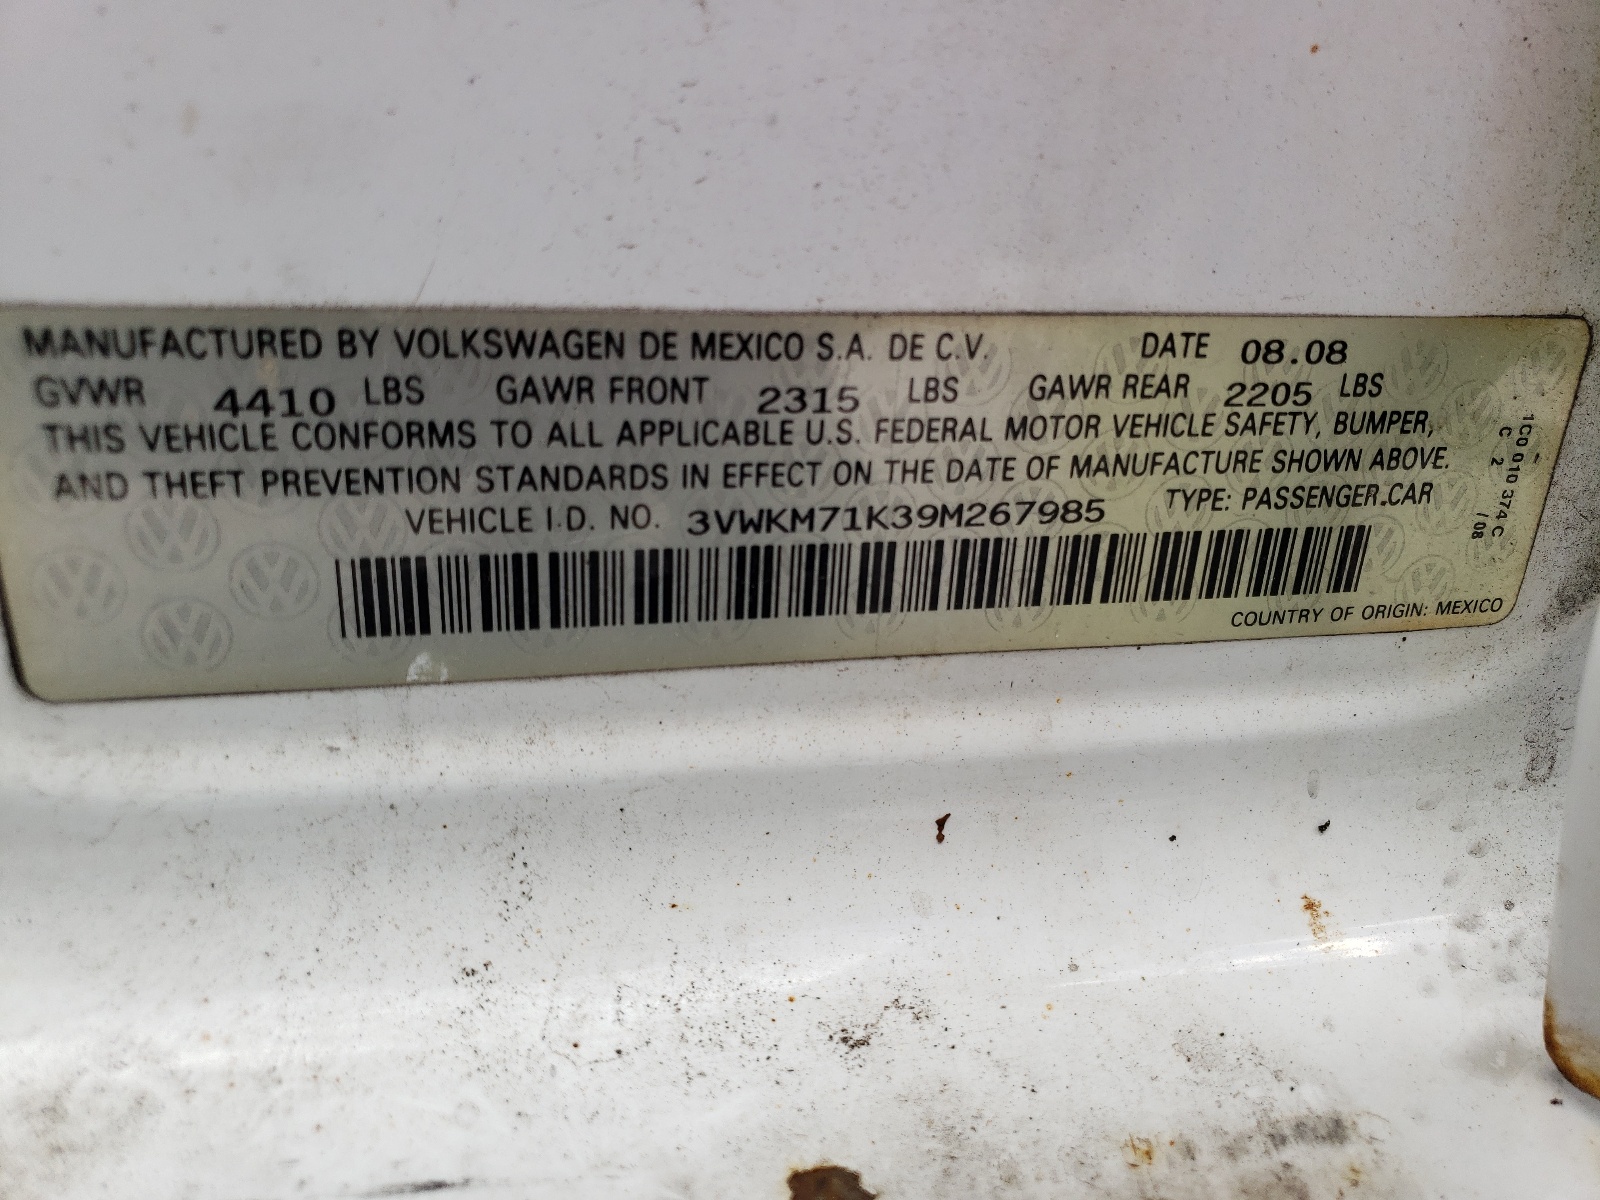 MANUFACTURED BY VOLKSWAGEN DE MEXICO S.A. DE C.V. DATE 08.08
GVWR 4410 LBS GAWR FRONT 2315 LBS GAWR REAR 2205 LBS
THIS VEHICLE CONFORMS TO ALL APPLICABLE U.S. FEDERAL MOTOR VEHICLE SAFETY, BUMPER,
AND THEFT PREVENTION STANDARDS IN EFFECT ON THE DATE OF MANUFACTURE SHOWN ABOVE.
VEHICLE I.D. NO. 3VWKM71K39M267985 TYPE: PASSENGER.CAR
COUNTRY OF ORIGIN: MEXICO
1C0 010 374 C
C 2 /08